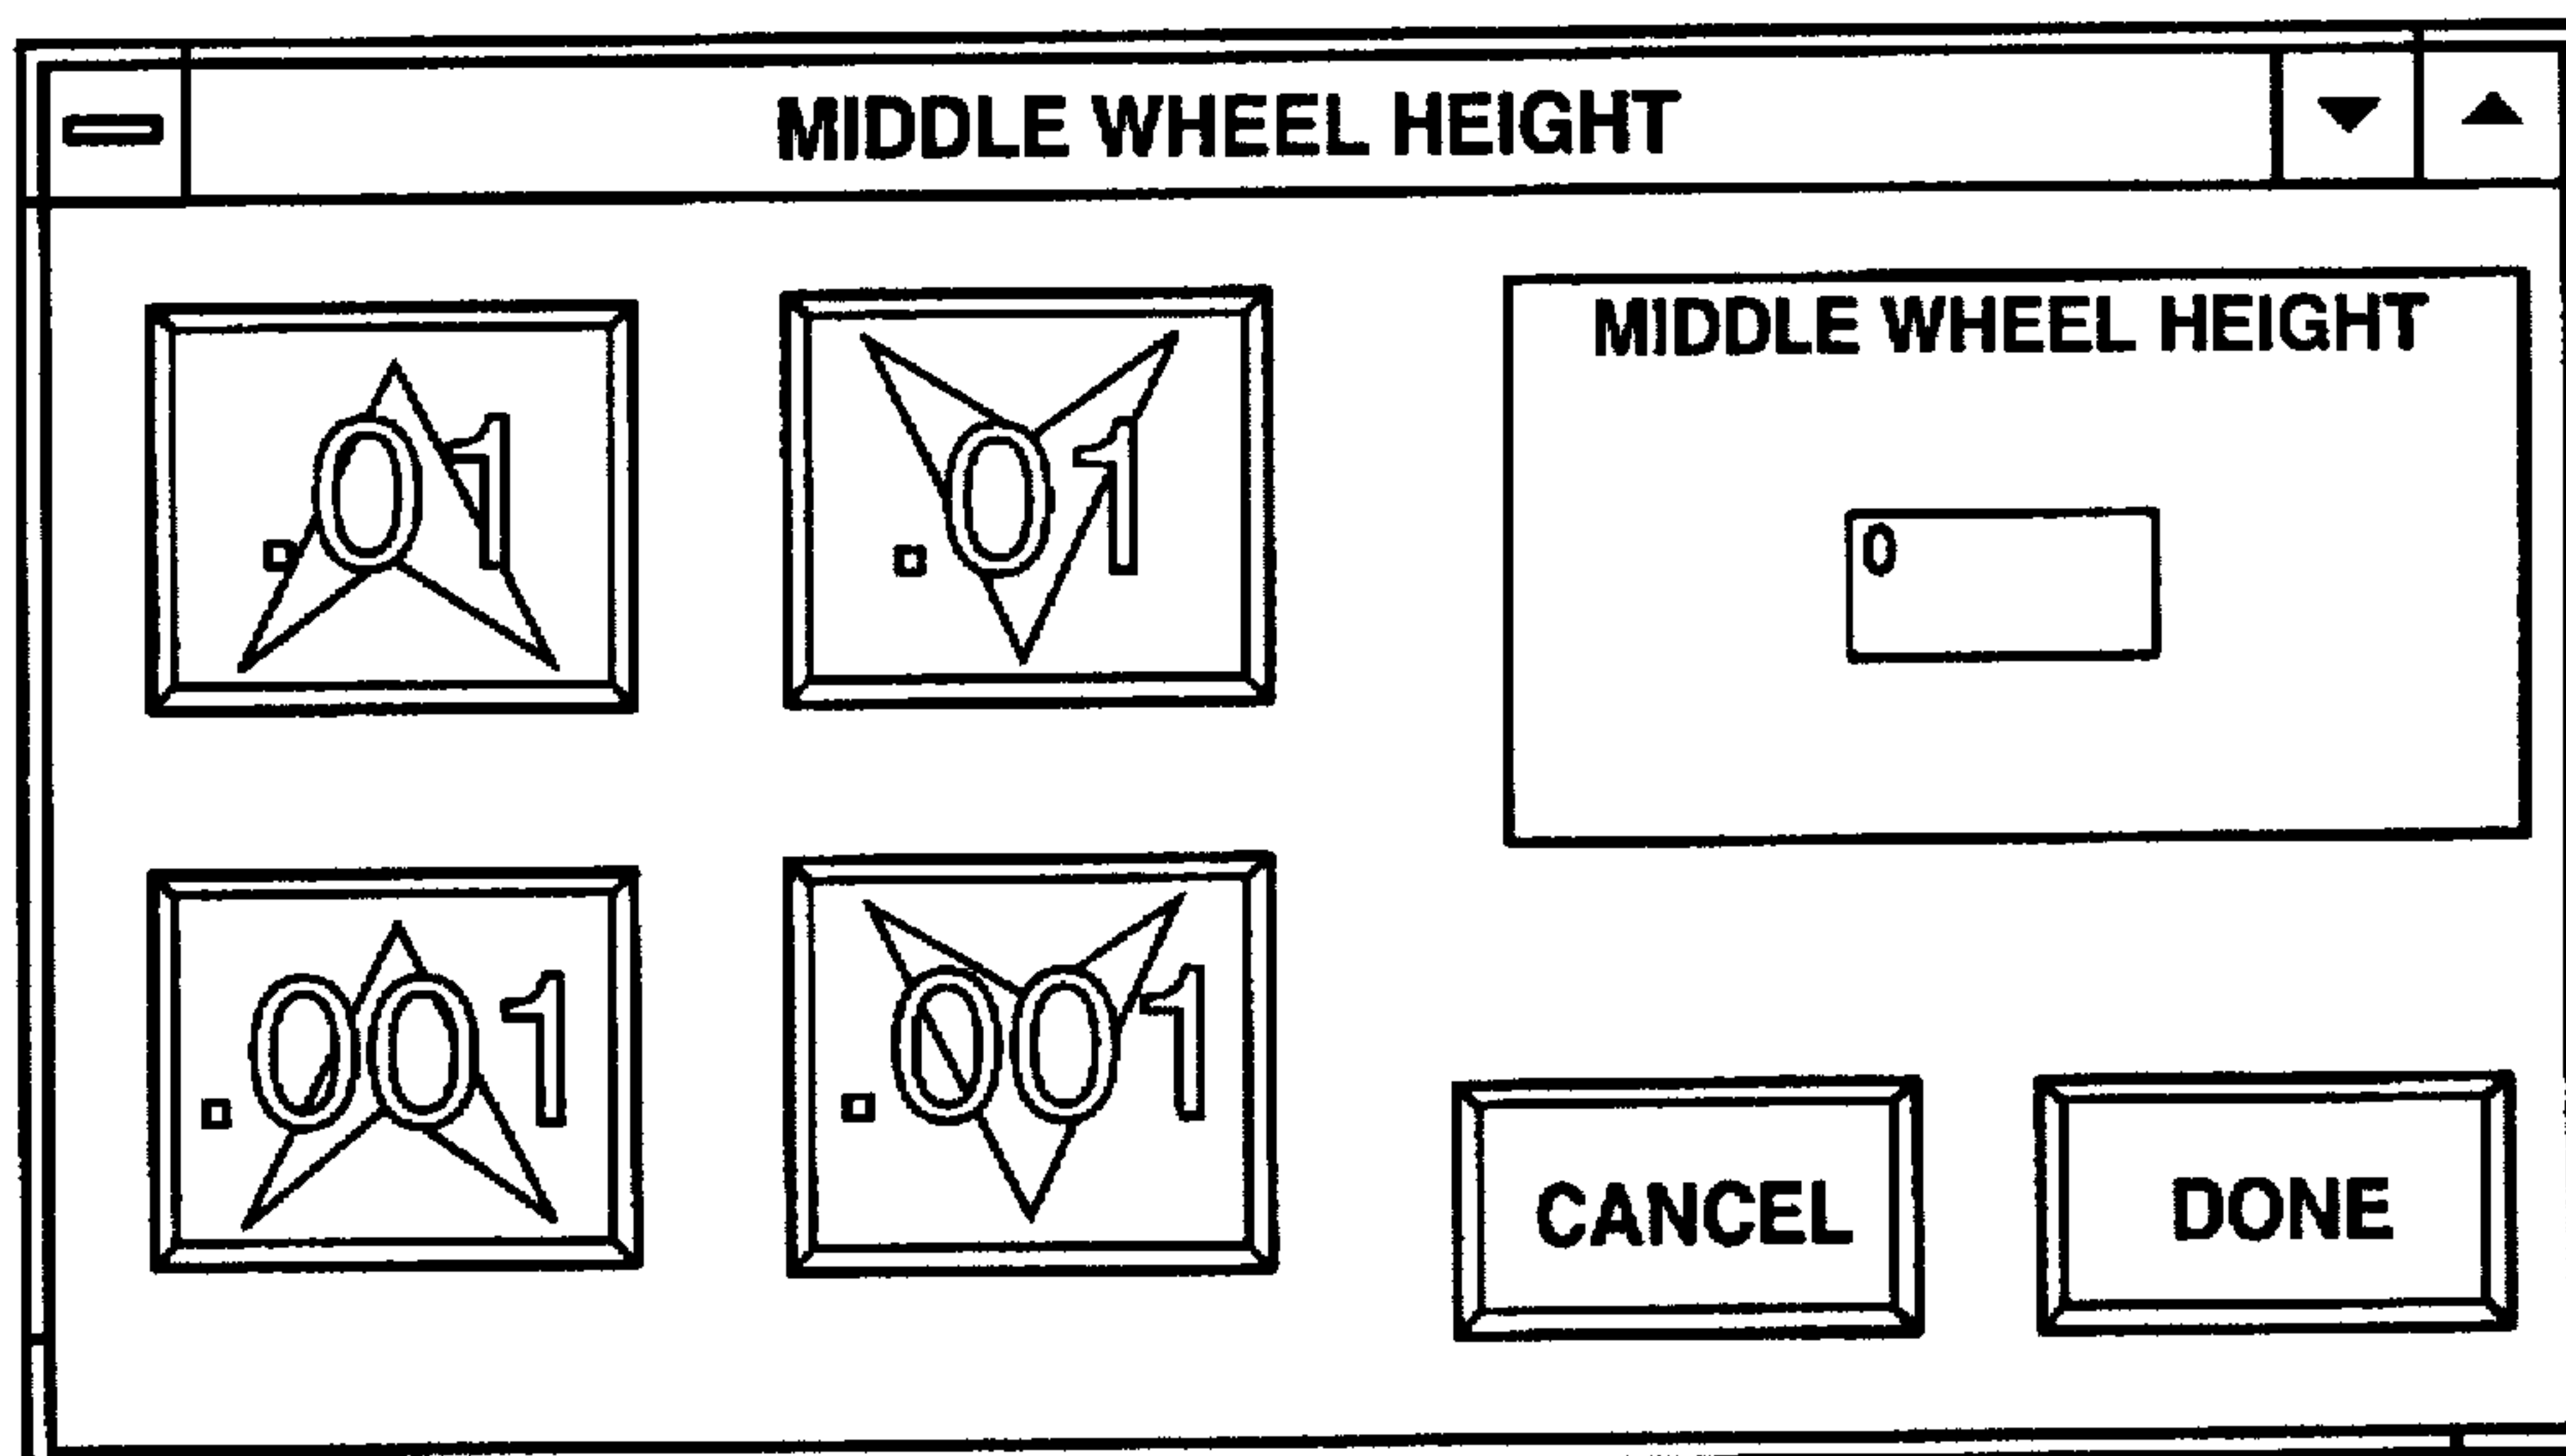 MIDDLE WHEEL HEIGHT
.01
.01
MIDDLE WHEEL HEIGHT
0
.001
.001
CANCEL
DONE